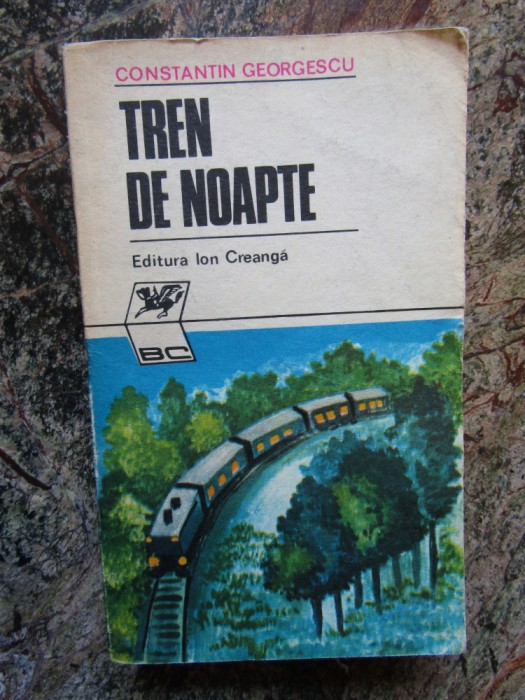 CONSTANTIN GEORGESCU
TREN
DE NOAPTE
Editura Ion Creangă
BC